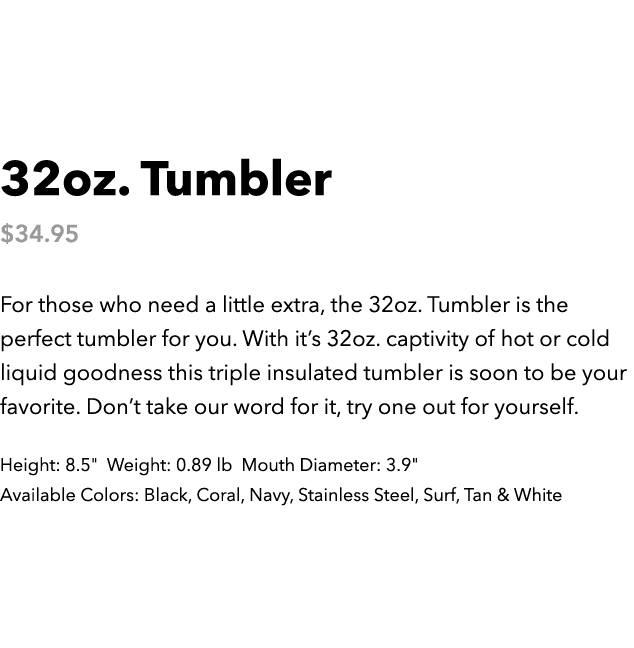 32oz. Tumbler
$34.95
For those who need a little extra, the 32oz. Tumbler is the
perfect tumbler for you. With it’s 32oz. captivity of hot or cold
liquid goodness this triple insulated tumbler is soon to be your
favorite. Don’t take our word for it, try one out for yourself.
Height: 8.5"  Weight: 0.89 lb  Mouth Diameter: 3.9"
Available Colors: Black, Coral, Navy, Stainless Steel, Surf, Tan & White